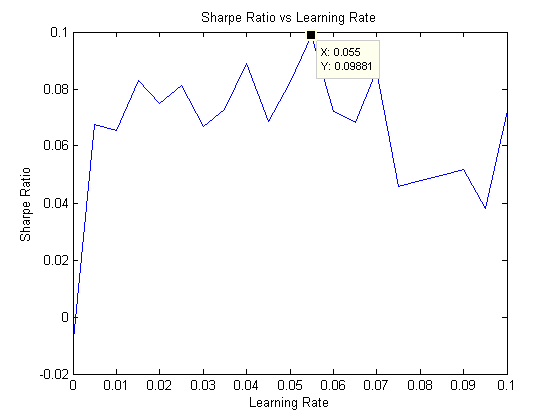 Sharpe Ratio vs Learning Rate
0.1
0.08
0.06
0.04
0.02
0
-0.02
Sharpe Ratio
X: 0.055
Y: 0.09881
0 0.01 0.02 0.03 0.04 0.05 0.06 0.07 0.08 0.09 0.1
Learning Rate